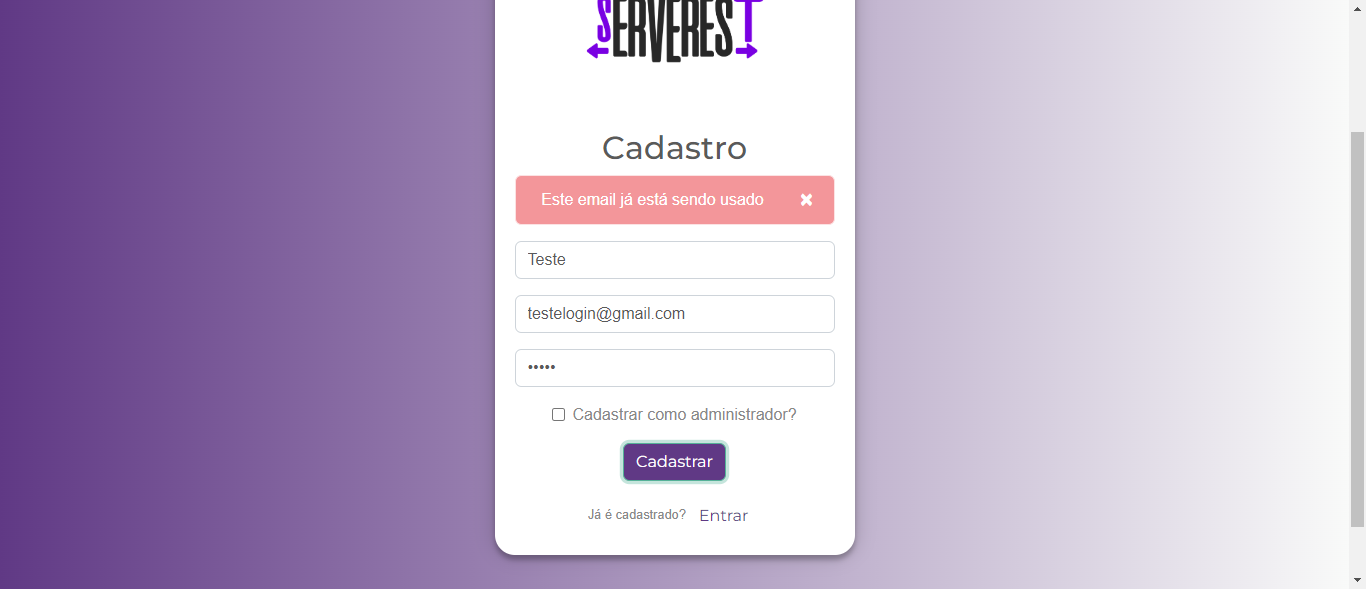 SERVEREST
Cadastro
Este email já está sendo usado
Teste
testelogin@gmail.com
•••••
Cadastrar como administrador?
Cadastrar
Já é cadastrado? Entrar